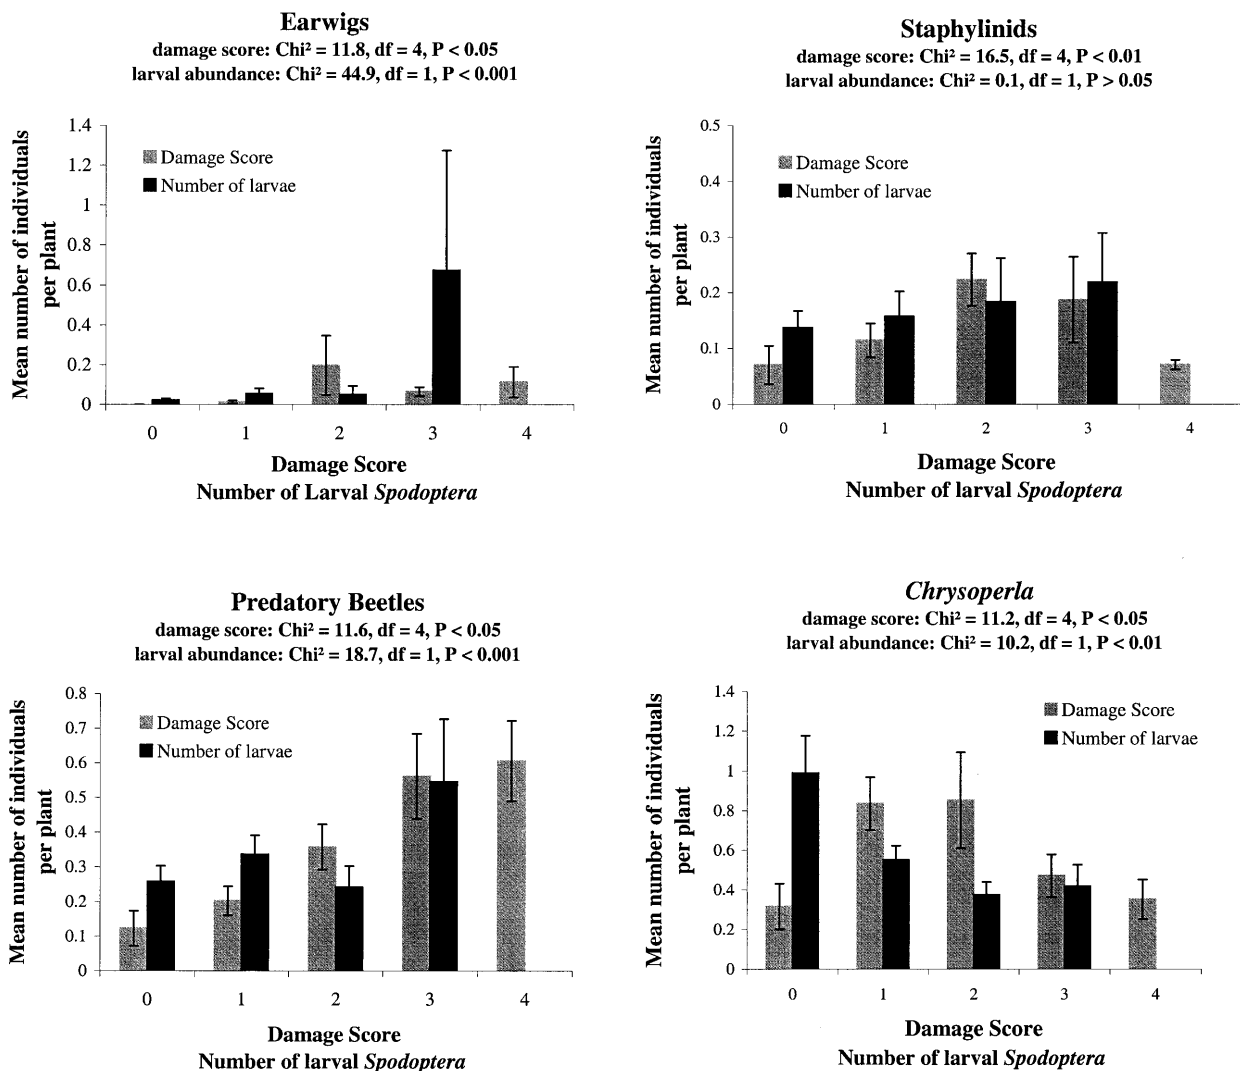 Earwigs
damage score: Chi² = 11.8, df = 4, P < 0.05
larval abundance: Chi² = 44.9, df = 1, P < 0.001
Mean number of individuals
per plant
1.4
1.2
1
0.8
0.6
0.4
0.2
0
Damage Score
Number of larvae
0 1 2 3 4
Damage Score
Number of Larval Spodoptera
Staphylinids
damage score: Chi² = 16.5, df = 4, P < 0.01
larval abundance: Chi² = 0.1, df = 1, P > 0.05
Mean number of individuals
per plant
0.5
0.4
0.3
0.2
0.1
0
Damage Score
Number of larvae
0 1 2 3 4
Damage Score
Number of larval Spodoptera
Predatory Beetles
damage score: Chi² = 11.6, df = 4, P < 0.05
larval abundance: Chi² = 18.7, df = 1, P < 0.001
Mean number of individuals
per plant
0.8
0.7
0.6
0.5
0.4
0.3
0.2
0.1
0
Damage Score
Number of larvae
0 1 2 3 4
Damage Score
Number of larval Spodoptera
Chrysoperla
damage score: Chi² = 11.2, df = 4, P < 0.05
larval abundance: Chi² = 10.2, df = 1, P < 0.01
Mean number of individuals
per plant
1.4
1.2
1
0.8
0.6
0.4
0.2
0
Damage Score
Number of larvae
0 1 2 3 4
Damage Score
Number of larval Spodoptera